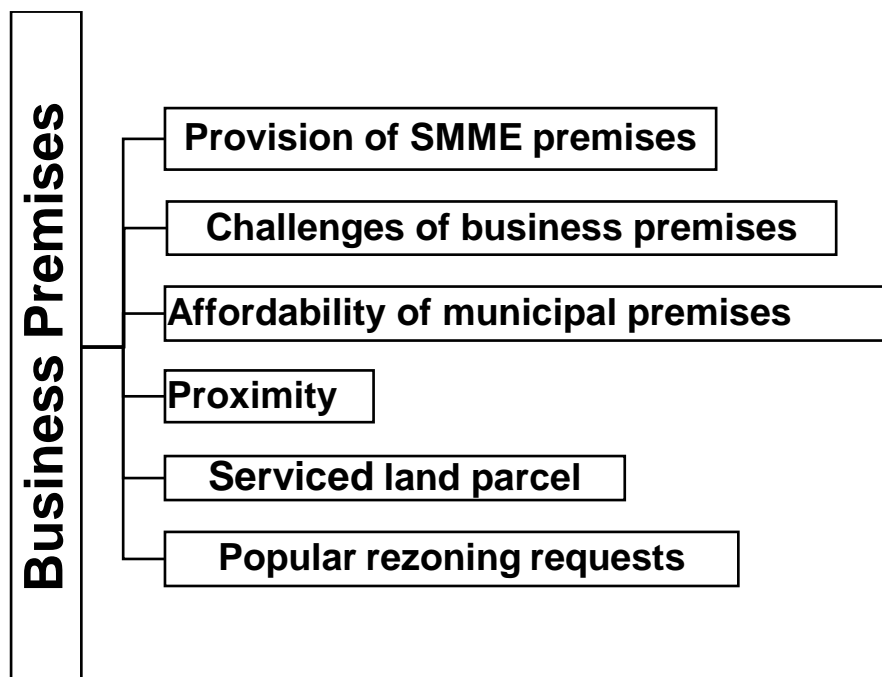 Business Premises
Provision of SMME premises
Challenges of business premises
Affordability of municipal premises
Proximity
Serviced land parcel
Popular rezoning requests